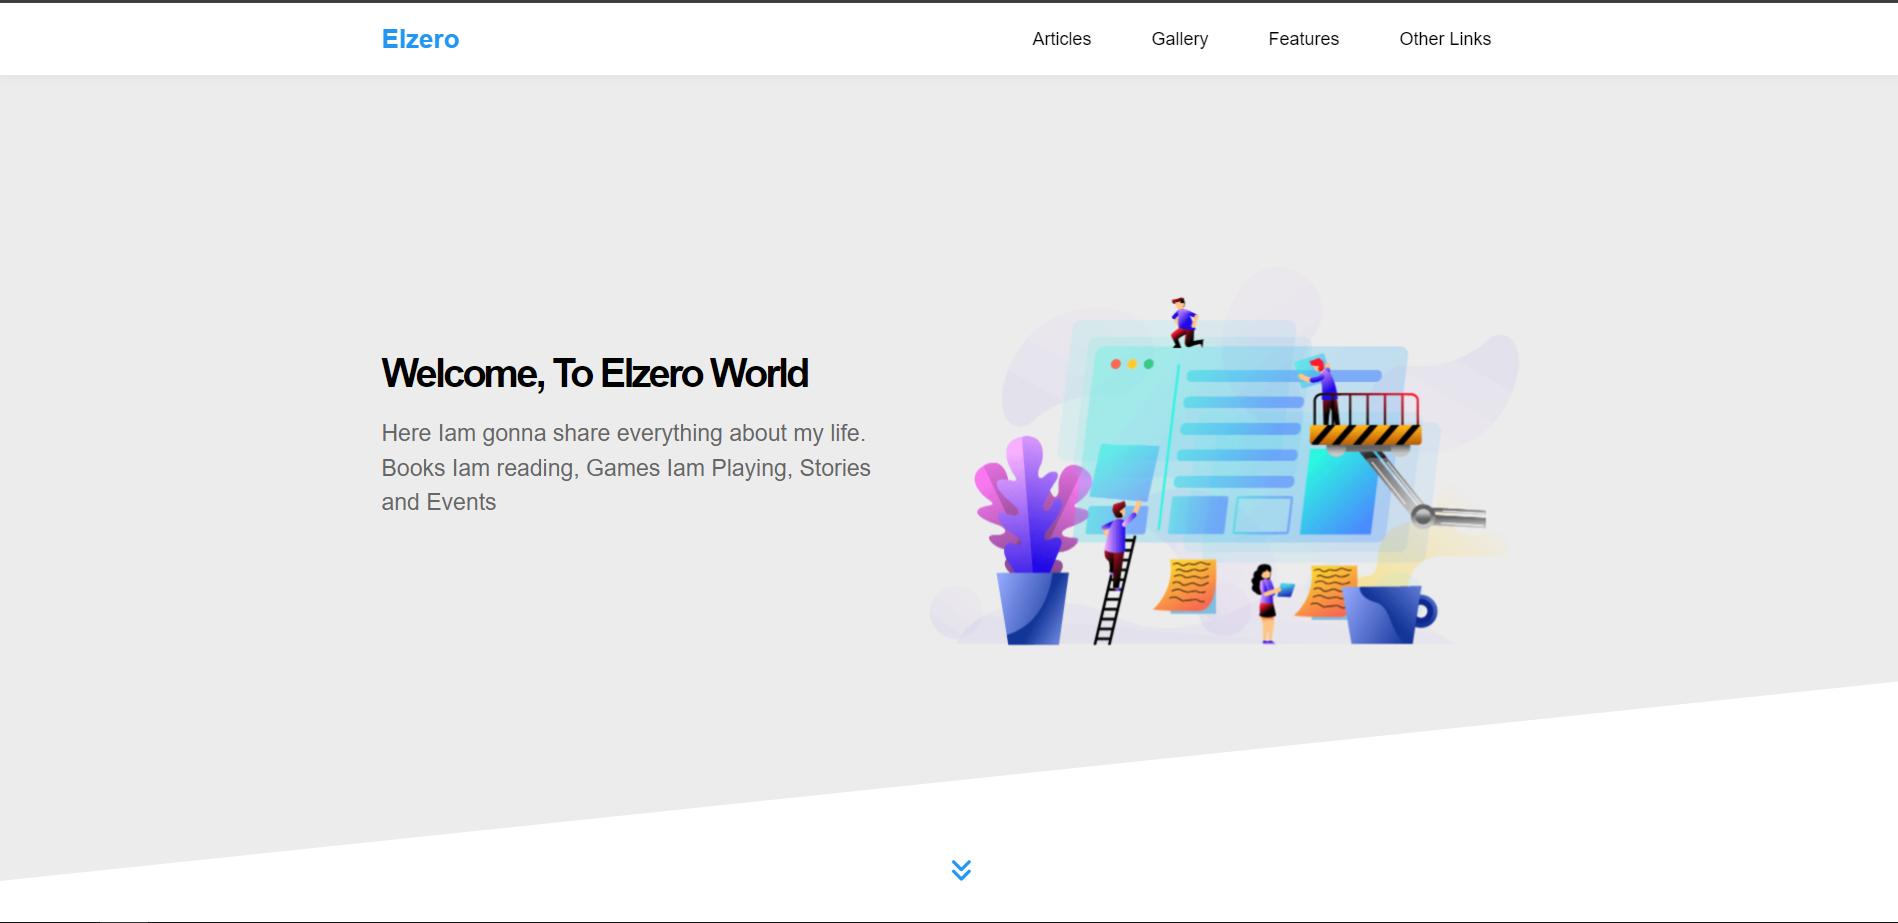 Elzero
Articles
Gallery
Features
Other Links
Welcome, To Elzero World
Here Iam gonna share everything about my life.
Books Iam reading, Games Iam Playing, Stories
and Events